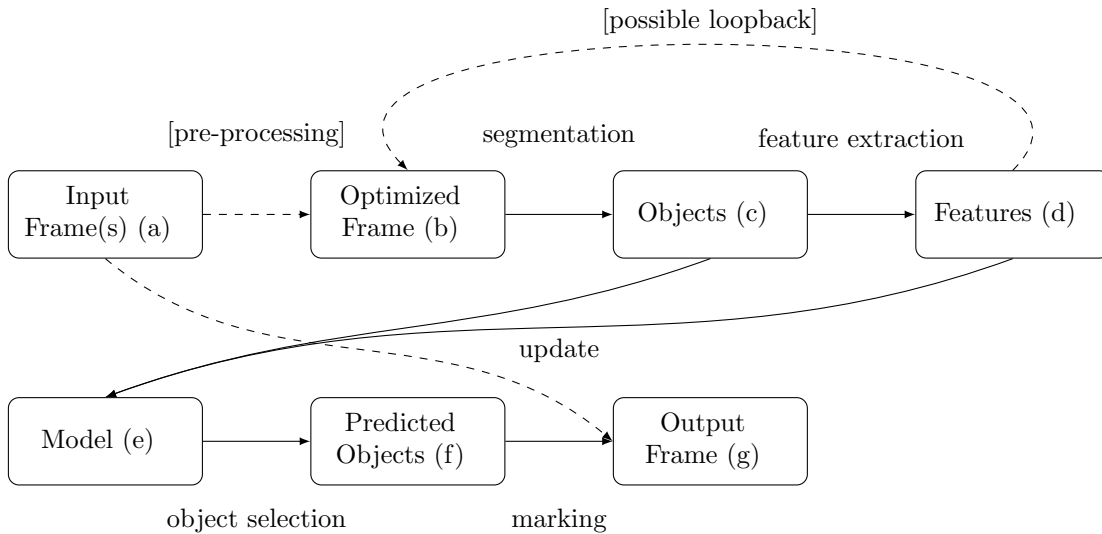 [possible loopback]
[pre-processing]
segmentation
feature extraction
Input
Frame(s) (a)
Optimized
Frame (b)
Objects (c)
Features (d)
update
Model (e)
Predicted
Objects (f)
Output
Frame (g)
object selection
marking